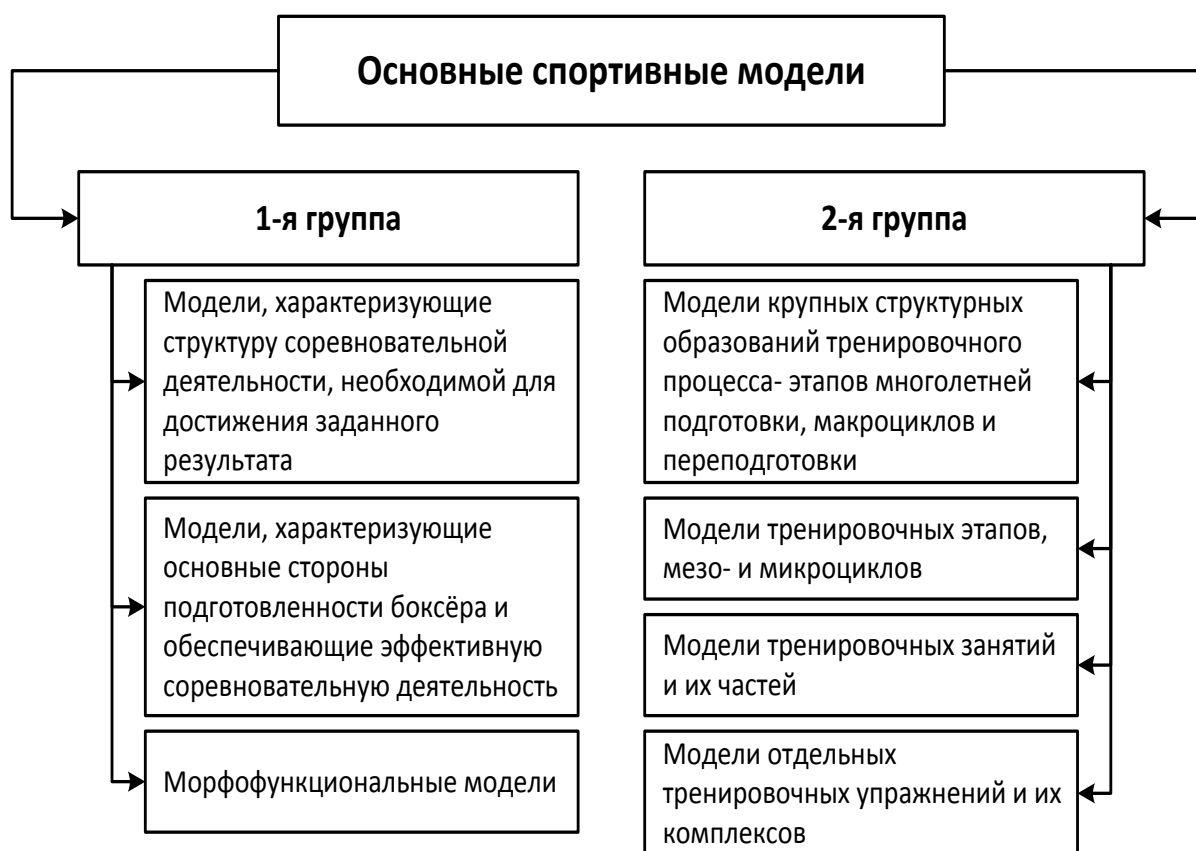 Основные спортивные модели
1-я группа
Модели, характеризующие
структуру соревновательной
деятельности, необходимой для
достижения заданного
результата
Модели, характеризующие
основные стороны
подготовленности боксёра и
обеспечивающие эффективную
соревновательную деятельность
Морфофункциональные модели
2-я группа
Модели крупных структурных
образований тренировочного
процесса- этапов многолетней
подготовки, макроциклов и
переподготовки
Модели тренировочных этапов,
мезо- и микроциклов
Модели тренировочных занятий
и их частей
Модели отдельных
тренировочных упражнений и их
комплексов